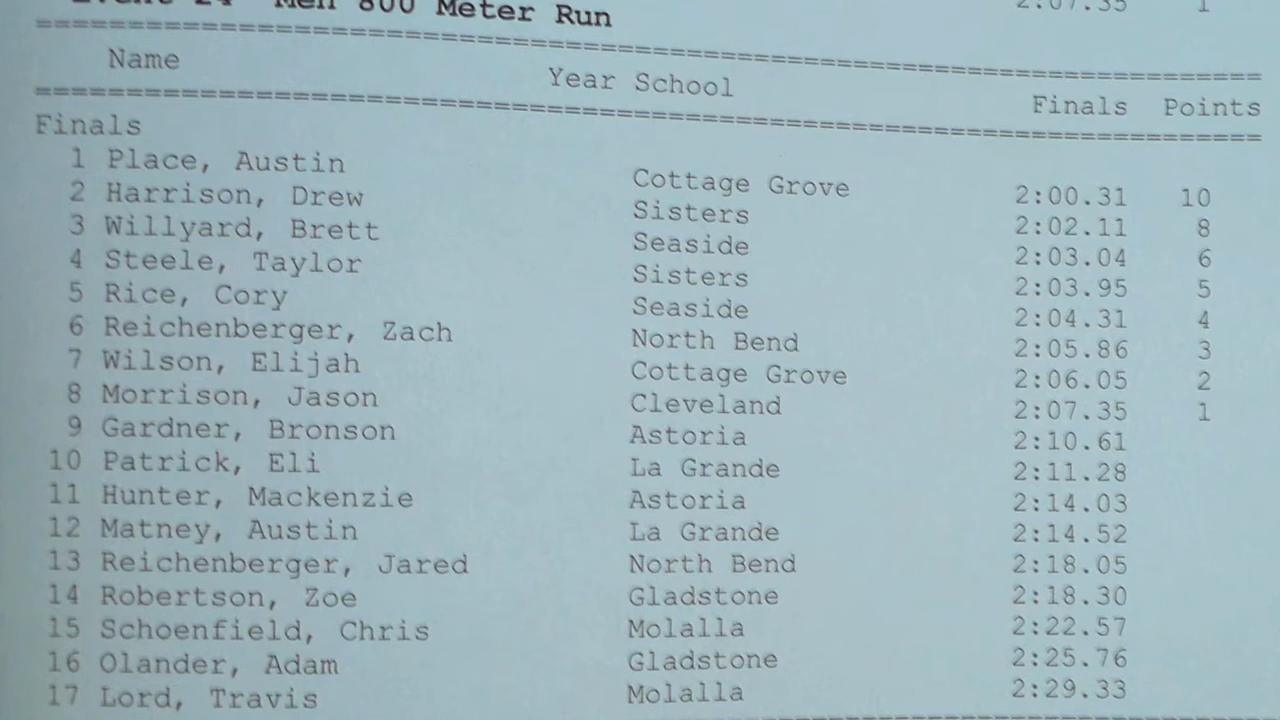 Event 24 Men 800 Meter Run
2:07.35 1
================================================================
Name Year School Finals Points
================================================================
Finals
1 Place, Austin Cottage Grove 2:00.31 10
2 Harrison, Drew Sisters 2:02.11 8
3 Willyard, Brett Seaside 2:03.04 6
4 Steele, Taylor Sisters 2:03.95 5
5 Rice, Cory Seaside 2:04.31 4
6 Reichenberger, Zach North Bend 2:05.86 3
7 Wilson, Elijah Cottage Grove 2:06.05 2
8 Morrison, Jason Cleveland 2:07.35 1
9 Gardner, Bronson Astoria 2:10.61
10 Patrick, Eli La Grande 2:11.28
11 Hunter, Mackenzie Astoria 2:14.03
12 Matney, Austin La Grande 2:14.52
13 Reichenberger, Jared North Bend 2:18.05
14 Robertson, Zoe Gladstone 2:18.30
15 Schoenfield, Chris Molalla 2:22.57
16 Olander, Adam Gladstone 2:25.76
17 Lord, Travis Molalla 2:29.33